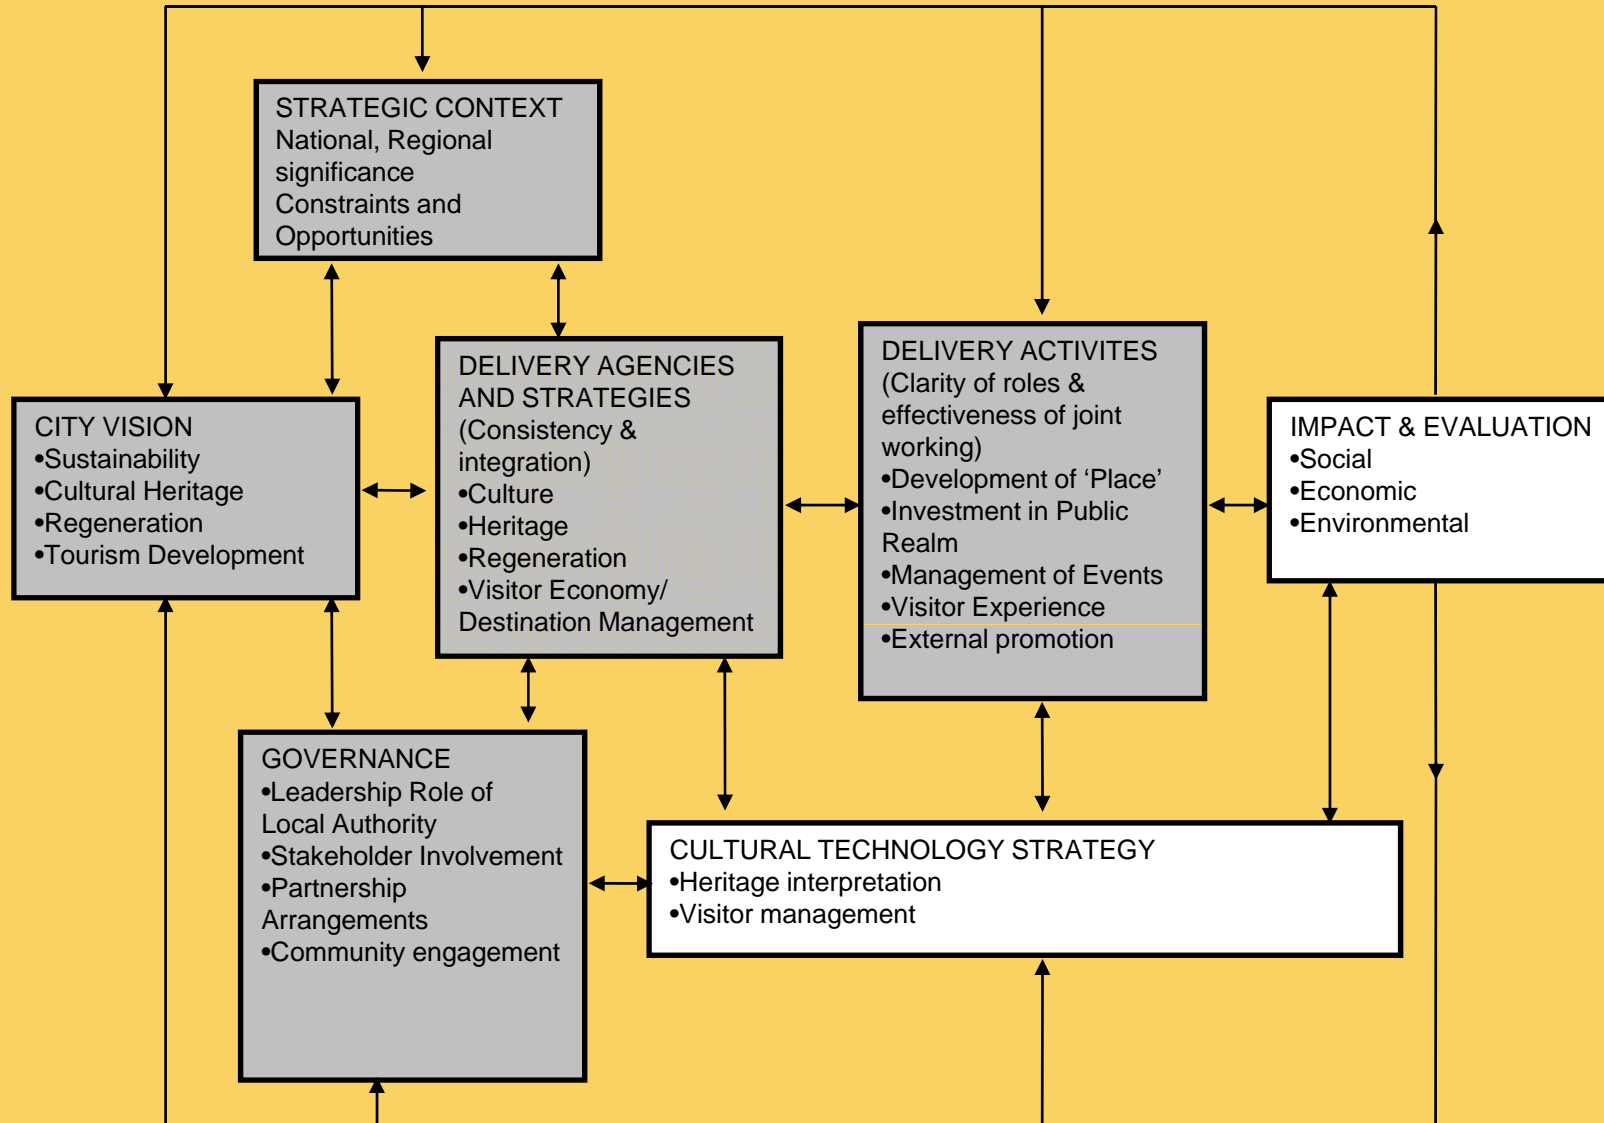 STRATEGIC CONTEXT
National, Regional
significance
Constraints and
Opportunities
CITY VISION
•Sustainability
•Cultural Heritage
•Regeneration
•Tourism Development
DELIVERY AGENCIES
AND STRATEGIES
(Consistency &
integration)
•Culture
•Heritage
•Regeneration
•Visitor Economy/
Destination Management
DELIVERY ACTIVITES
(Clarity of roles &
effectiveness of joint
working)
•Development of ‘Place’
•Investment in Public
Realm
•Management of Events
•Visitor Experience
•External promotion
IMPACT & EVALUATION
•Social
•Economic
•Environmental
GOVERNANCE
•Leadership Role of
Local Authority
•Stakeholder Involvement
•Partnership
Arrangements
•Community engagement
CULTURAL TECHNOLOGY STRATEGY
•Heritage interpretation
•Visitor management